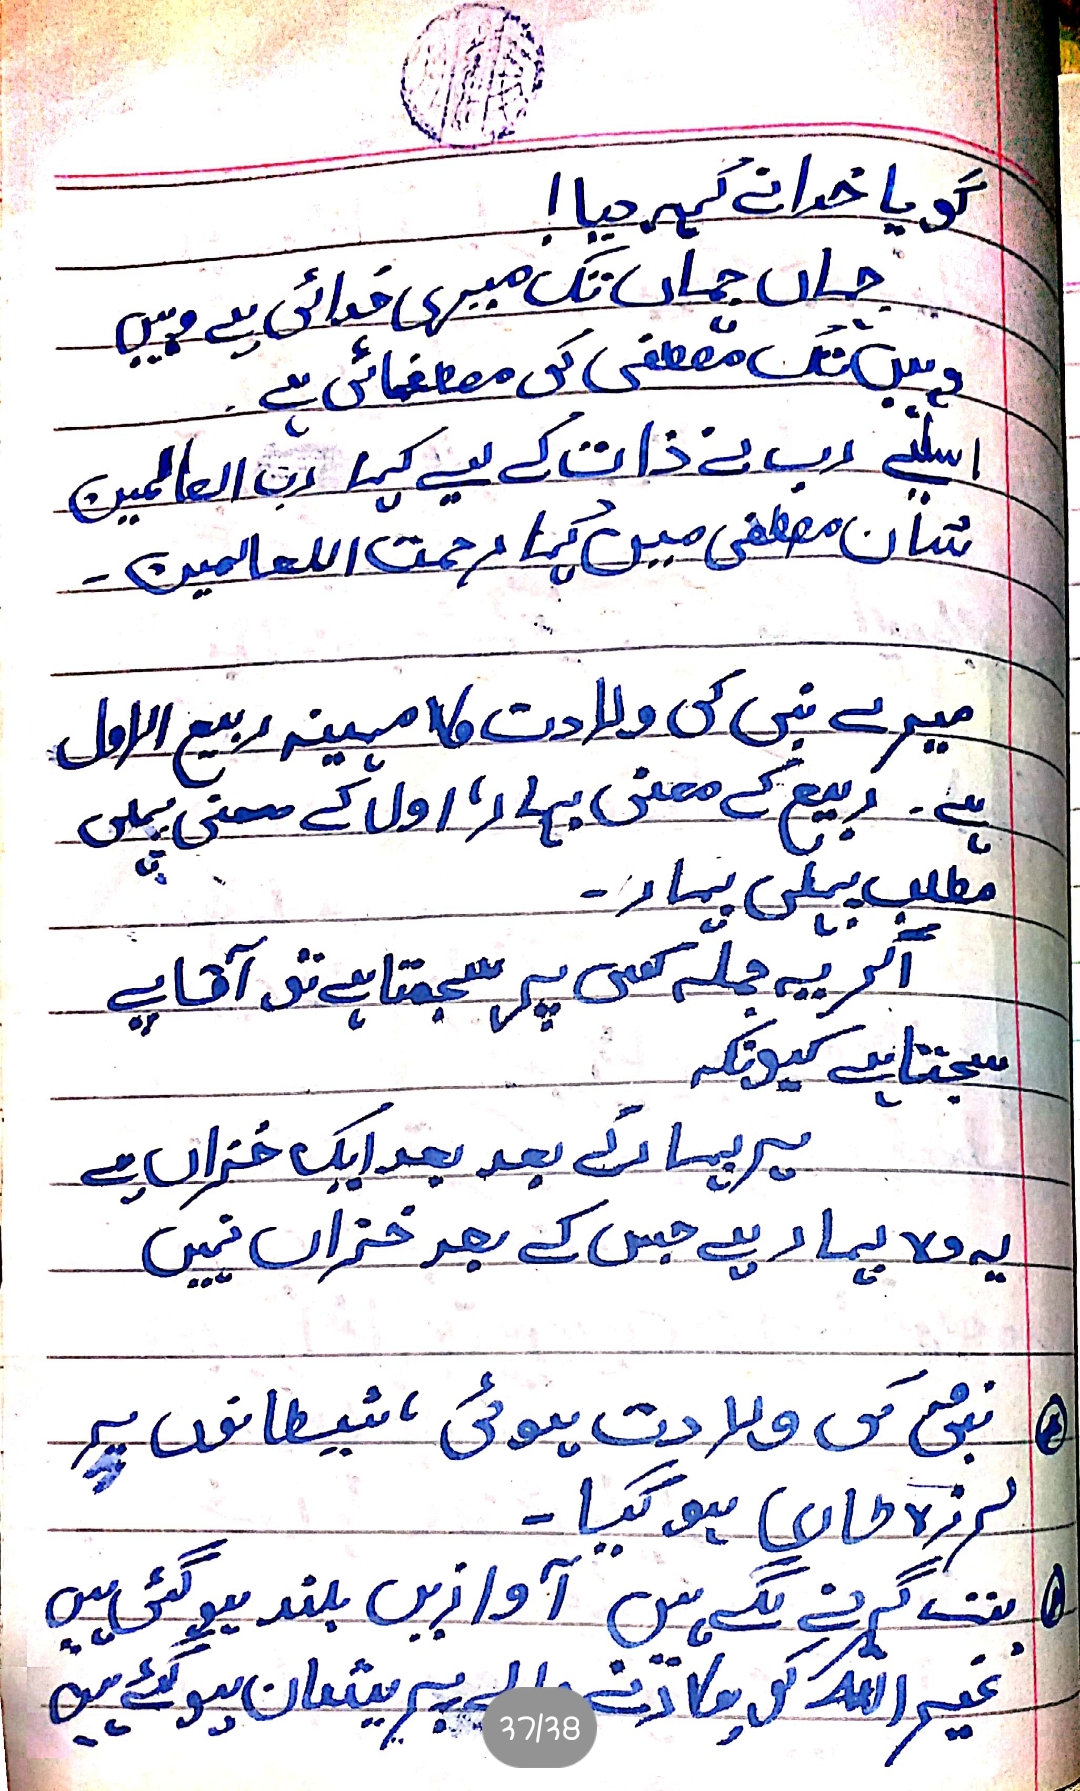 گویا خدا نے کہہ دیا!
جہاں جہاں تک میری خدائی ہے وہیں
وہیں تک مصطفی کی مصطفائی ہے۔
اسلئے رب نے ذات کے لیے کہا رب العالمین
شان مصطفی میں کہا رحمت اللعالمین۔
میرے نبی کی ولادت کا مہینہ ربیع الاول
ہے۔ ربیع کے معنی بہار، اول کے معنی پہلی
مطلب پہلی بہار۔
اگر یہ جملہ کسی پر سجھتا ہے تو آقا پے
سجتا ہے کیونکہ
ہر بہار کے بعد بعد ایک خزاں ہے
یہ وہ بہار ہے جس کے بعد خزاں نہیں
نبیؐ کی ولادت ہوئی، شیطانوں پر
لرزہ طاری ہو گیا۔
بت گرنے لگے ہیں آوازیں بلند ہو گئی ہیں
غیر اللہ کو پکارنے والے پریشان ہو گئے ہیں
37/38